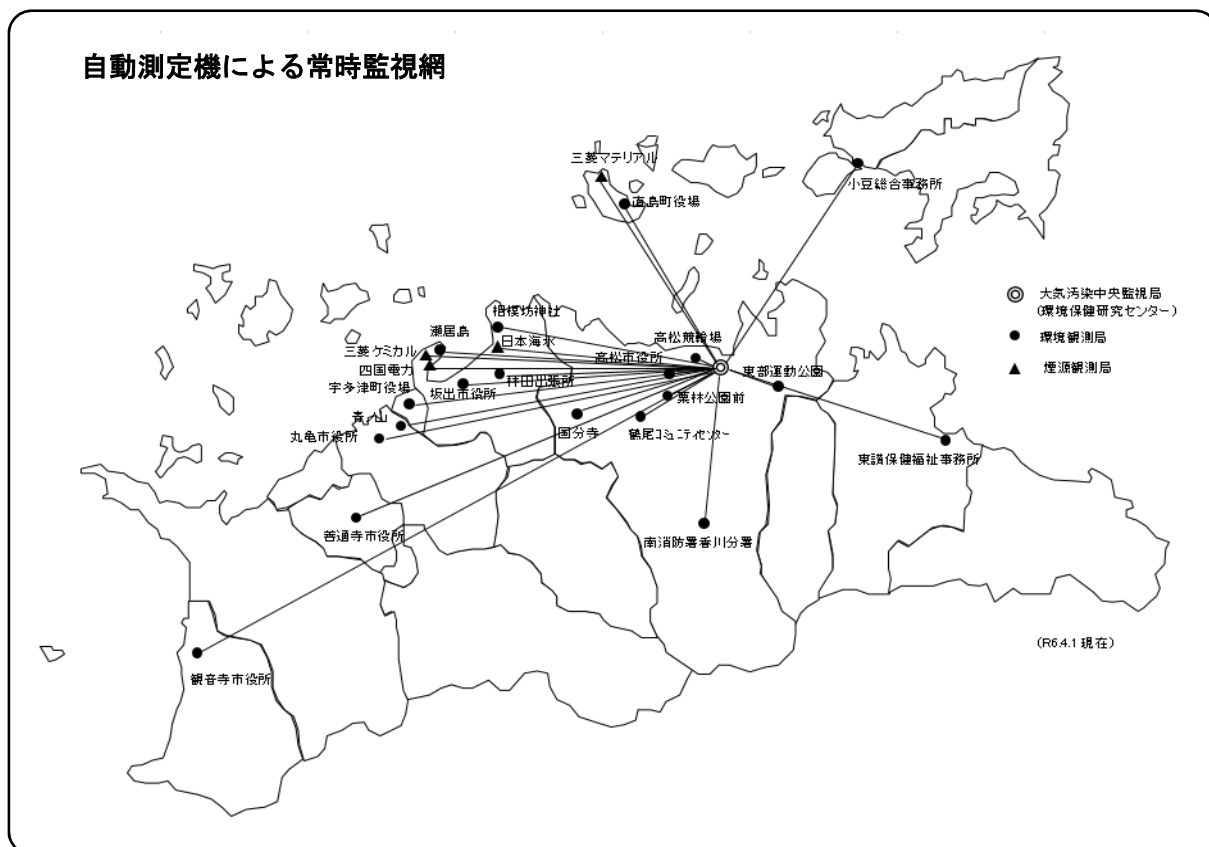 自動測定機による常時監視網
三菱マテリアル
直島町役場
小豆総合事務所
大気汚染中央監視局
(環境保健研究センター)
環境観測局
煙源観測局
相模坊神社
瀬居島
日本海水
高松競輪場
三菱ケミカル
高松市役所
四国電力
林田出張所
東部運動公園
宇多津町役場
坂出市役所
栗林公園前
青ノ山
丸亀市役所
国分寺
鶴尾コミュニティセンター
東讃保健福祉事務所
善通寺市役所
南消防署香川分署
(R6.4.1 現在)
観音寺市役所